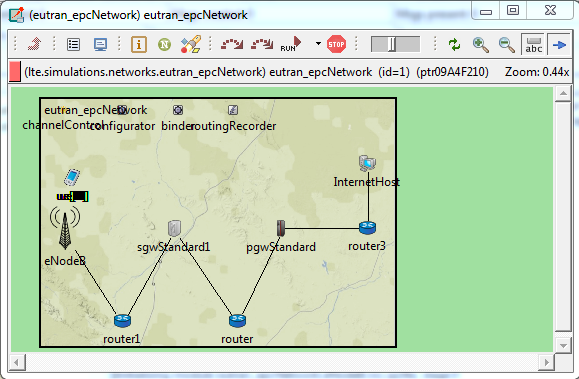 (eutran_epcNetwork) eutran_epcNetwork
RUN
STOP
abc
(lte.simulations.networks.eutran_epcNetwork) eutran_epcNetwork (id=1) (ptr09A4F210) Zoom: 0.44x
eutran_epcNetwork
channelControl configurator binder routingRecorder
InternetHost
eNodeB
sgwStandard1
pgwStandard
router3
router1
router